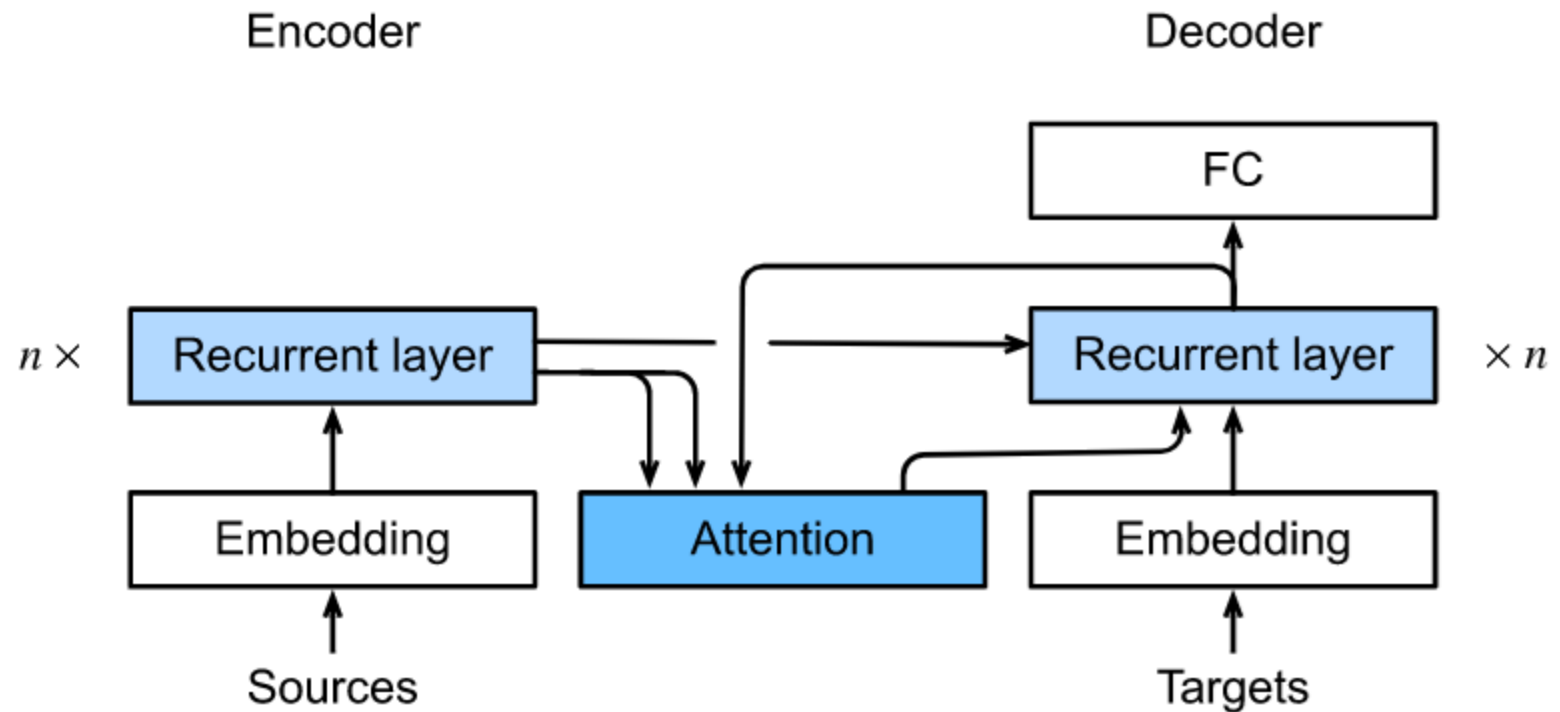 Encoder
Decoder
FC
n ×
Recurrent layer
Recurrent layer
× n
Embedding
Attention
Embedding
Sources
Targets